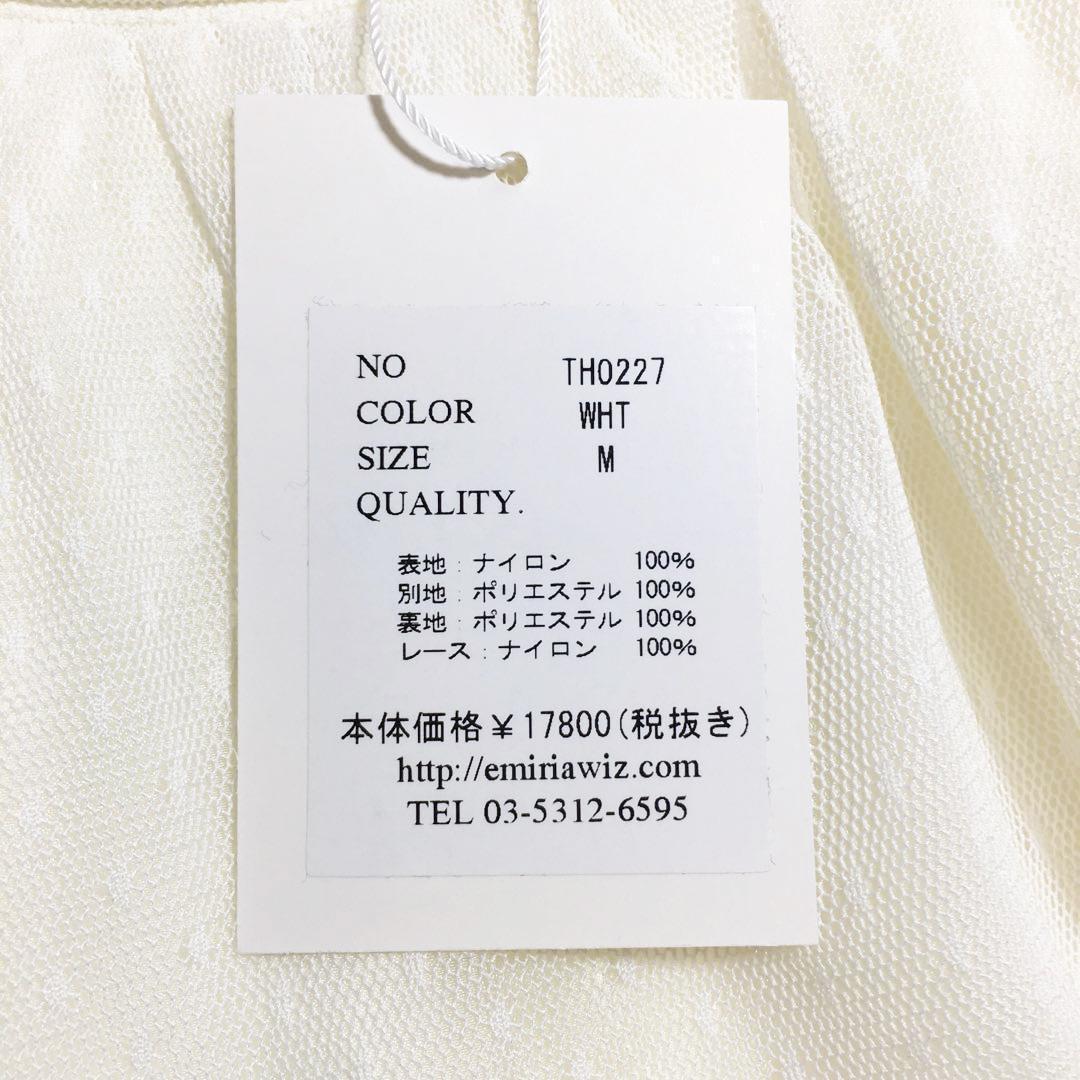 NO TH0227
COLOR WHT
SIZE M
QUALITY.
表地：ナイロン 100%
別地：ポリエステル 100%
裏地：ポリエステル 100%
レース：ナイロン 100%
本体価格￥17800(税抜き)
http://emiriawiz.com
TEL 03-5312-6595